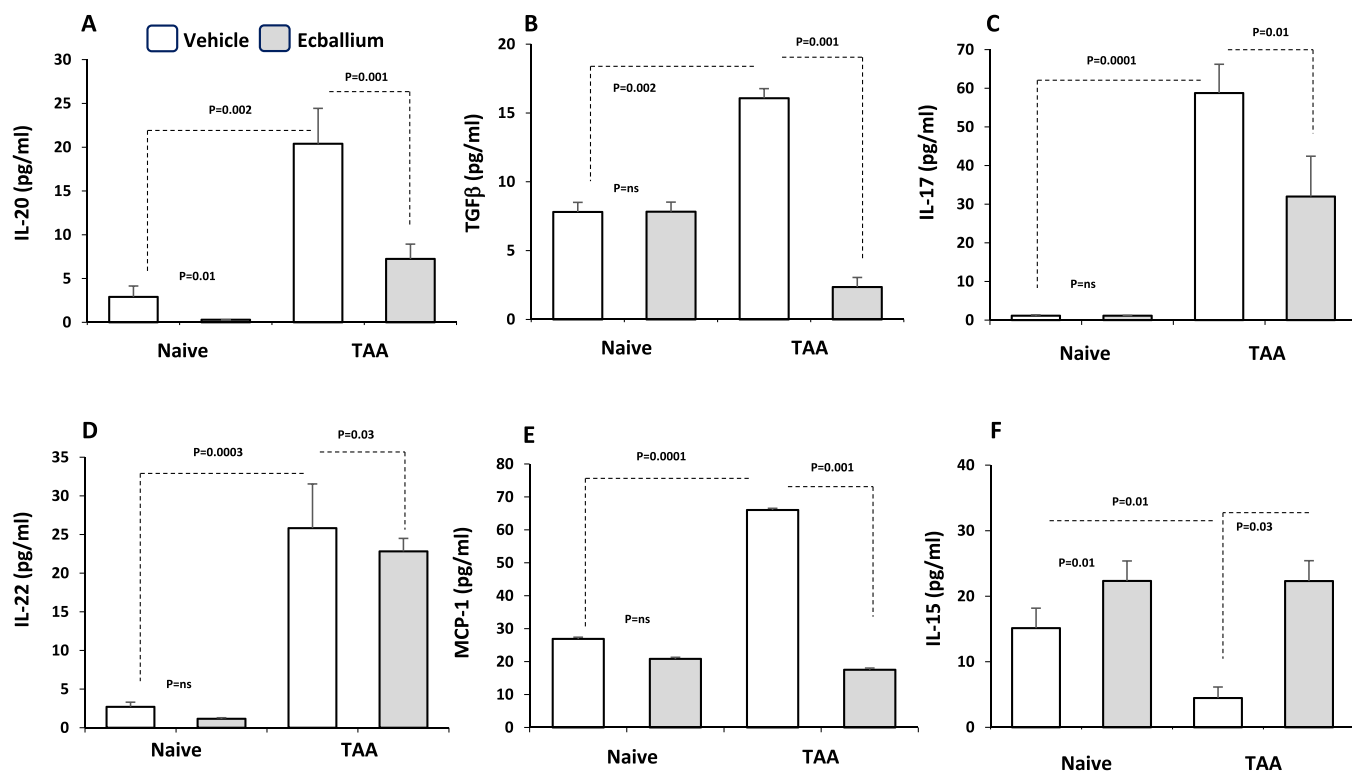 A
Vehicle Ecballium
IL-20 (pg/ml)
30
25
20
15
10
5
0
P=0.002
P=0.001
P=0.01
Naive TAA
B
TGFβ (pg/ml)
20
15
10
5
0
P=0.002
P=0.001
P=ns
Naive TAA
C
IL-17 (pg/ml)
70
60
50
40
30
20
10
0
P=0.0001
P=0.01
P=ns
Naive TAA
D
IL-22 (pg/ml)
35
30
25
20
15
10
5
0
P=0.0003
P=0.03
P=ns
Naive TAA
E
MCP-1 (pg/ml)
80
70
60
50
40
30
20
10
0
P=0.0001
P=0.001
P=ns
Naive TAA
F
IL-15 (pg/ml)
40
30
20
10
0
P=0.01
P=0.03
P=0.01
Naive TAA